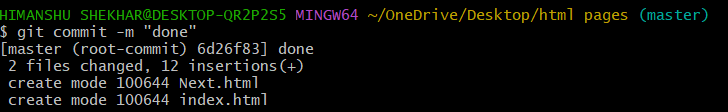 HIMANSHU SHEKHAR@DESKTOP-QR2P2S5 MINGW64 ~/OneDrive/Desktop/html pages (master)
$ git commit -m "done"
[master (root-commit) 6d26f83] done
 2 files changed, 12 insertions(+)
 create mode 100644 Next.html
 create mode 100644 index.html